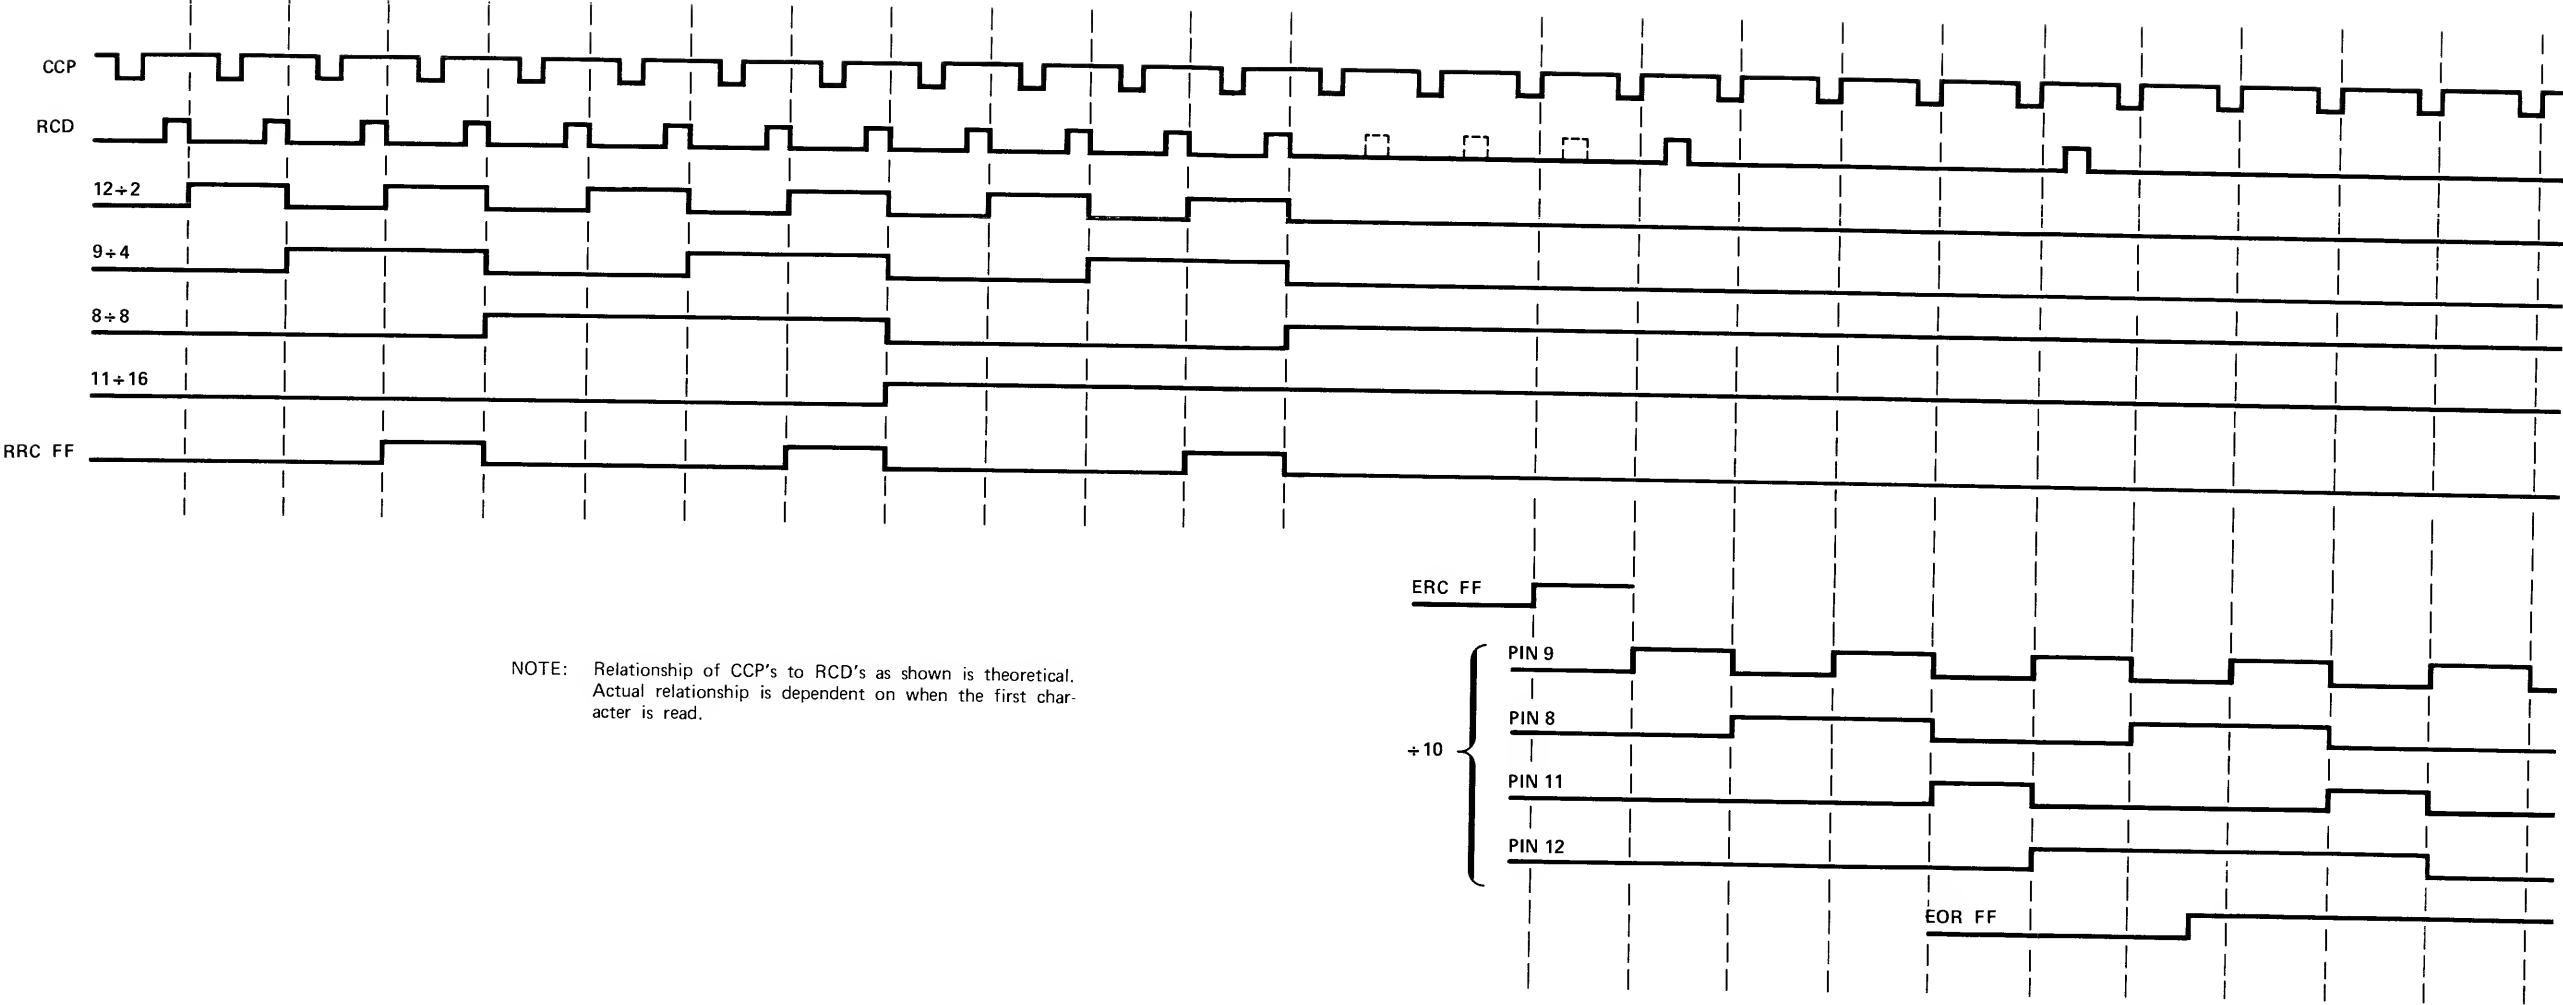 CCP
RCD
12÷2
9÷4
8÷8
11÷16
RRC FF
ERC FF
NOTE: Relationship of CCP's to RCD's as shown is theoretical.
Actual relationship is dependent on when the first char-
acter is read.
÷10
PIN 9
PIN 8
PIN 11
PIN 12
EOR FF